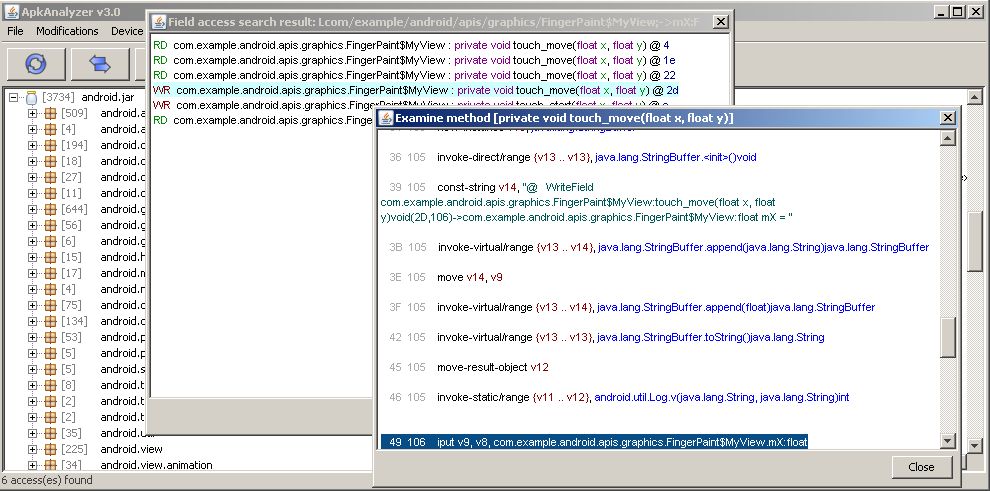 ApkAnalyzer v3.0
File Modifications Device
Field access search result: Lcom/example/android/apis/graphics/FingerPaint$MyView;->mX:F
RD com.example.android.apis.graphics.FingerPaint$MyView : private void touch_move(float x, float y) @ 4
RD com.example.android.apis.graphics.FingerPaint$MyView : private void touch_move(float x, float y) @ 1e
RD com.example.android.apis.graphics.FingerPaint$MyView : private void touch_move(float x, float y) @ 22
WR com.example.android.apis.graphics.FingerPaint$MyView : private void touch_move(float x, float y) @ 2d
WR com.example.android.apis.graphics.FingerPaint$MyView
RD com.example.android.apis.graphics.Fing
[3734] android.jar
[509] android.a
[4] android.a
[194] android.c
[18] android.c
[27] android.c
[11] android.c
[644] android.g
[56] android.g
[6] android.g
[15] android.h
[17] android.m
[4] android.n
[75] android.o
[134] android.c
[53] android.p
[5] android.p
[5] android.s
[8] android.t
[2] android.t
[2] android.t
[35] android.util
[225] android.view
[34] android.view.animation
6 access(es) found
Examine method [private void touch_move(float x, float y)]
36 105 invoke-direct/range {v13 .. v13}, java.lang.StringBuffer.<init>()void
39 105 const-string v14, "@ WriteField
com.example.android.apis.graphics.FingerPaint$MyView:touch_move(float x, float
y)void(2D,106)->com.example.android.apis.graphics.FingerPaint$MyView:float mX = "
3B 105 invoke-virtual/range {v13 .. v14}, java.lang.StringBuffer.append(java.lang.String)java.lang.StringBuffer
3E 105 move v14, v9
3F 105 invoke-virtual/range {v13 .. v14}, java.lang.StringBuffer.append(float)java.lang.StringBuffer
42 105 invoke-virtual/range {v13 .. v13}, java.lang.StringBuffer.toString()java.lang.String
45 105 move-result-object v12
46 105 invoke-static/range {v11 .. v12}, android.util.Log.v(java.lang.String, java.lang.String)int
49 106 iput v9, v8, com.example.android.apis.graphics.FingerPaint$MyView.mX:float
Close